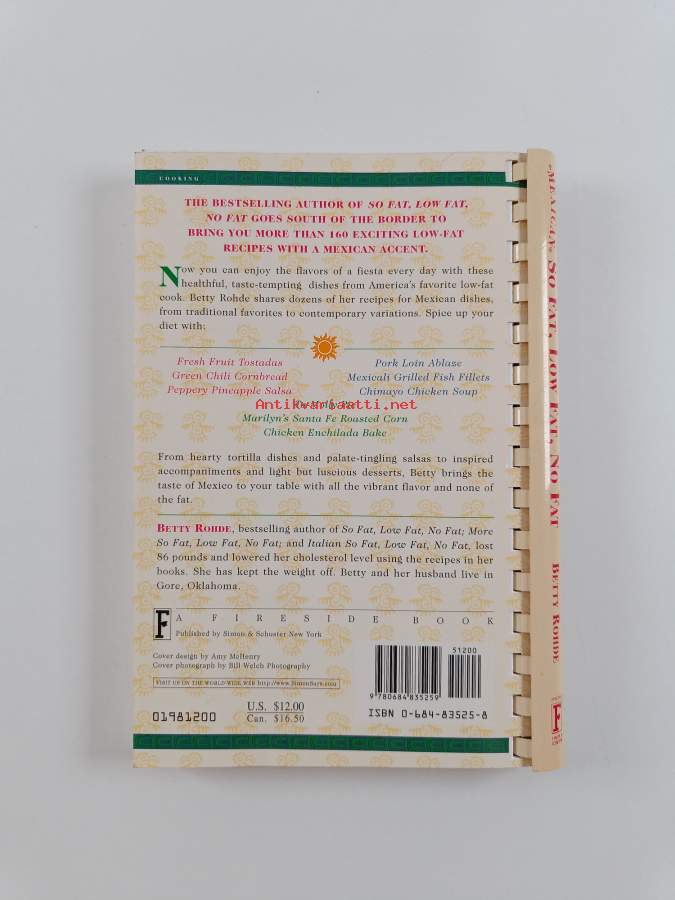 COOKING
THE BESTSELLING AUTHOR OF SO FAT, LOW FAT,
NO FAT GOES SOUTH OF THE BORDER TO
BRING YOU MORE THAN 160 EXCITING LOW-FAT
RECIPES WITH A MEXICAN ACCENT.
Now you can enjoy the flavors of a fiesta every day with these
healthful, taste-tempting dishes from America's favorite low-fat
cook. Betty Rohde shares dozens of her recipes for Mexican dishes,
from traditional favorites to contemporary variations. Spice up your
diet with:
Fresh Fruit Tostadas
Green Chili Cornbread
Peppery Pineapple Salsa
Pork Loin Ablaze
Mexicali Grilled Fish Fillets
Chimayo Chicken Soup
Antikvariaatti.net
Marilyn's Santa Fe Roasted Corn
Chicken Enchilada Bake
From hearty tortilla dishes and palate-tingling salsas to inspired
accompaniments and light but luscious desserts, Betty brings the
taste of Mexico to your table with all the vibrant flavor and none of
the fat.
BETTY ROHDE, bestselling author of So Fat, Low Fat, No Fat; More
So Fat, Low Fat, No Fat; and Italian So Fat, Low Fat, No Fat, lost
86 pounds and lowered her cholesterol level using the recipes in her
books. She has kept the weight off. Betty and her husband live in
Gore, Oklahoma.
F
A FIRESIDE BOOK
Published by Simon & Schuster New York
Cover design by Amy McHenry
Cover photograph by Bill Welch Photography
VISIT US ON THE WORLD WIDE WEB http://www.SimonSays.com
01981200
U.S. $12.00
Can. $16.50
51200
9 780684 835259
ISBN 0-684-83525-8
MEXICAN SO FAT, LOW FAT, NO FAT
BETTY ROHDE
F